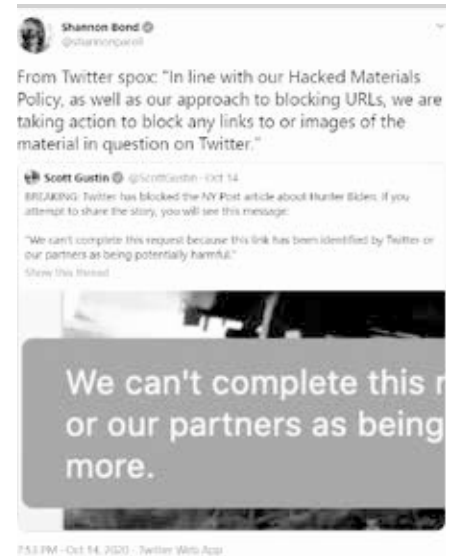 Shannon Bond
@shannonpareil
From Twitter spox: "In line with our Hacked Materials
Policy, as well as our approach to blocking URLs, we are
taking action to block any links to or images of the
material in question on Twitter."
Scott Gustin @ScottGustin · Oct 14
BREAKING: Twitter has blocked the NY Post article about Hunter Biden. If you
attempt to share the story, you will see this message:
"We can't complete this request because this link has been identified by Twitter or
our partners as being potentially harmful."
Show this thread
We can't complete this r
or our partners as being
more.
7:53 PM · Oct 14, 2020 · Twitter Web App